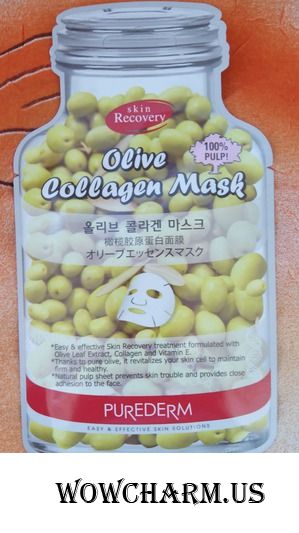 skin
Recovery
100%
PULP!
Olive
Collagen Mask
올리브 콜라겐 마스크
橄榄胶原蛋白面膜
オリーブエッセンスマスク
*Easy & effective Skin Recovery treatment formulated with
Olive Leaf Extract, Collagen and Vitamin E.
*Thanks to pure olive, it revitalizes your skin cell to maintain
firm and healthy.
*Natural pulp sheet prevents skin trouble and provides close
adhesion to the face.
PUREDERM
EASY & EFFECTIVE SKIN SOLUTIONS
WOWCHARM.US